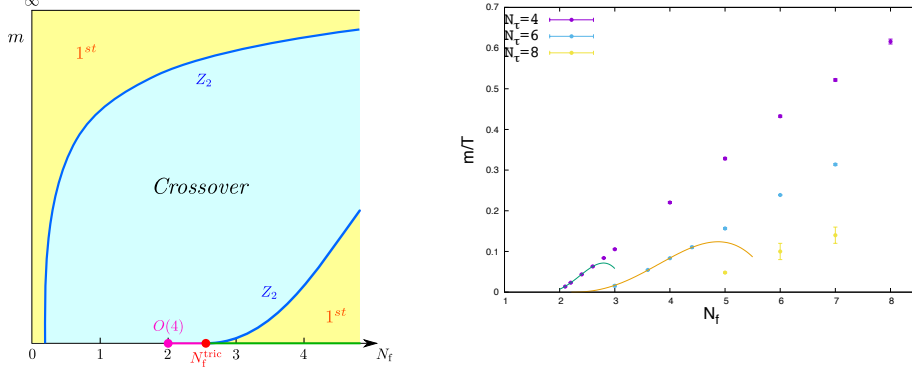 ∞
m
1st
Z2
Crossover
Z2
1st
O(4)
Nftric
0 1 2 3 4 Nf
Nτ=4
Nτ=6
Nτ=8
0.7
0.6
0.5
0.4
0.3
0.2
0.1
0
m/T
1 2 3 4 5 6 7 8
Nf